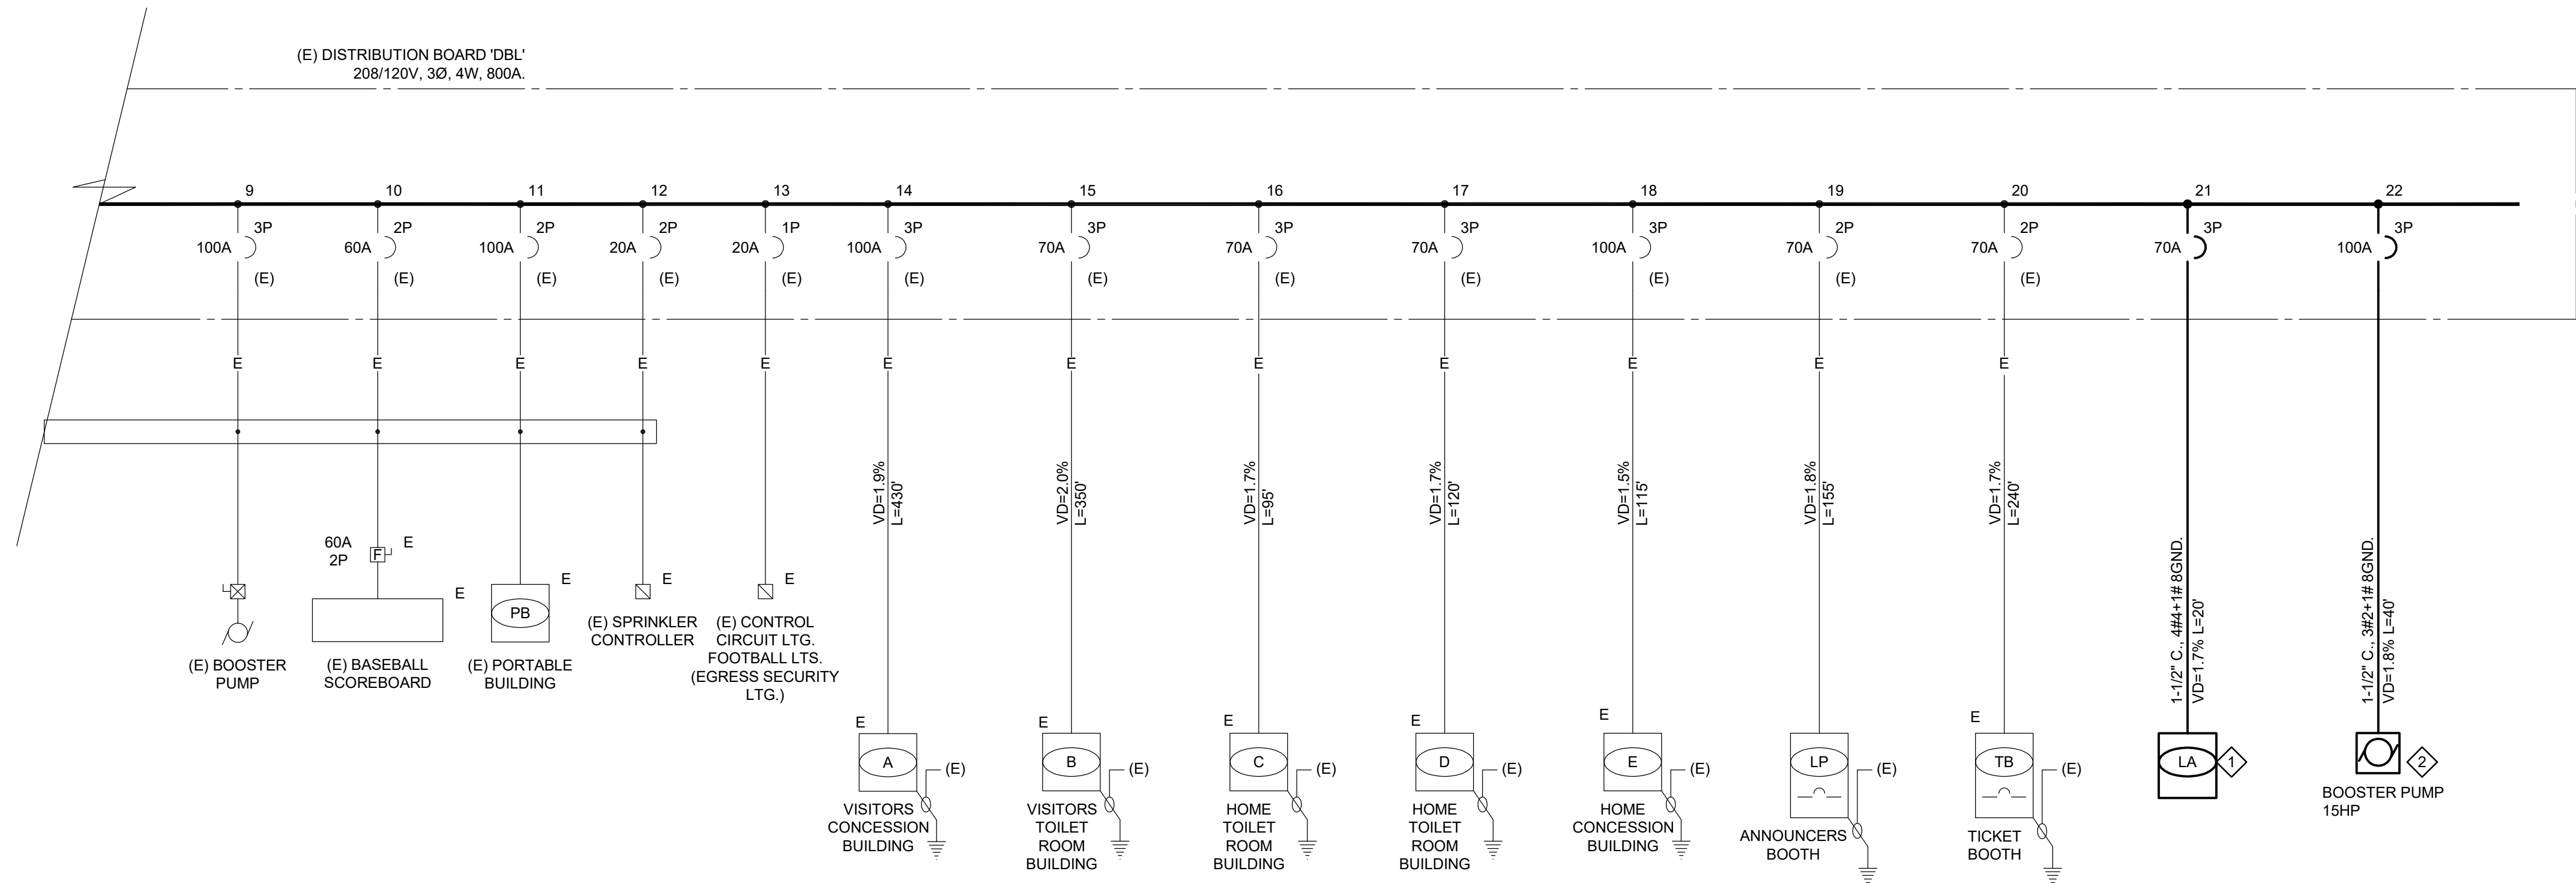 (E) DISTRIBUTION BOARD 'DBL'
208/120V, 3Ø, 4W, 800A.
9 10 11 12 13 14 15 16 17 18 19 20 21 22
3P 2P 2P 2P 1P 3P 3P 3P 3P 3P 2P 2P 3P 3P
100A 60A 100A 20A 20A 100A 70A 70A 70A 100A 70A 70A 70A 100A
(E) (E) (E) (E) (E) (E) (E) (E) (E) (E) (E) (E)
E E E E E E E E E E E E
VD=1.9%
L=430'
VD=2.0%
L=350'
VD=1.7%
L=95'
VD=1.7%
L=120'
VD=1.5%
L=115'
VD=1.8%
L=155'
VD=1.7%
L=240'
1-1/2" C., 4#4+1# 8GND.
VD=1.7% L=20'
1-1/2" C., 3#2+1# 8GND.
VD=1.8% L=40'
(E) BOOSTER
PUMP
60A
2P
F
E
E
(E) BASEBALL
SCOREBOARD
E
PB
(E) PORTABLE
BUILDING
E
(E) SPRINKLER
CONTROLLER
E
(E) CONTROL
CIRCUIT LTG.
FOOTBALL LTS.
(EGRESS SECURITY
LTG.)
E
A
(E)
VISITORS
CONCESSION
BUILDING
E
B
(E)
VISITORS
TOILET
ROOM
BUILDING
E
C
(E)
HOME
TOILET
ROOM
BUILDING
E
D
(E)
HOME
TOILET
ROOM
BUILDING
E
E
(E)
HOME
CONCESSION
BUILDING
LP
(E)
ANNOUNCERS
BOOTH
E
TB
(E)
TICKET
BOOTH
LA
1
2
BOOSTER PUMP
15HP